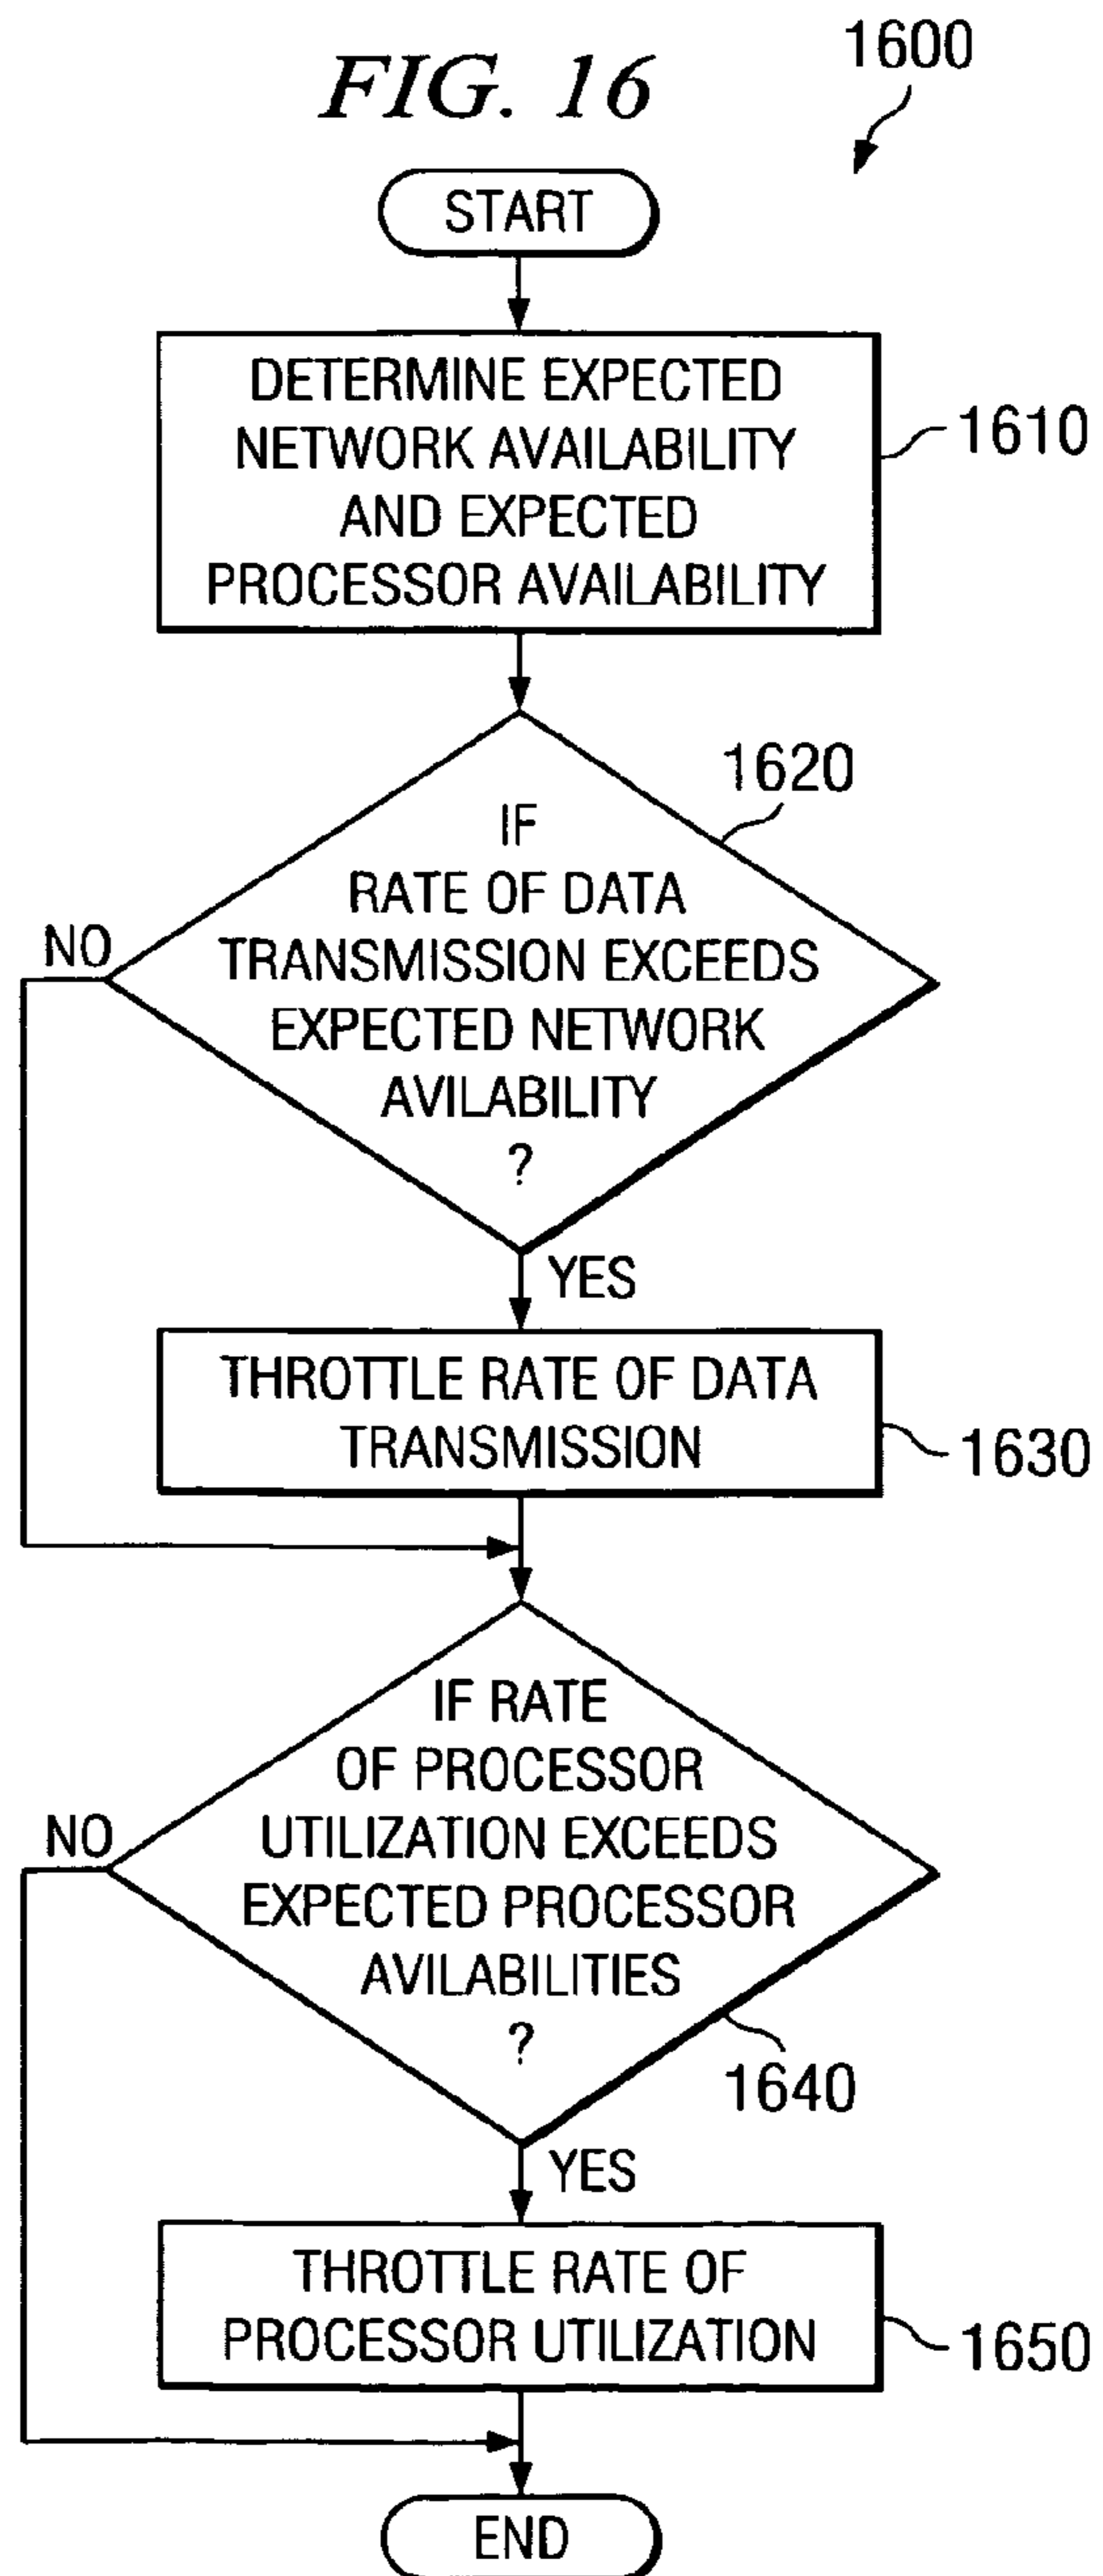 FIG. 16
1600
START
DETERMINE EXPECTED
NETWORK AVAILABILITY
AND EXPECTED
PROCESSOR AVAILABILITY
1610
1620
IF
RATE OF DATA
TRANSMISSION EXCEEDS
EXPECTED NETWORK
AVILABILITY
?
NO
YES
THROTTLE RATE OF DATA
TRANSMISSION
1630
IF RATE
OF PROCESSOR
UTILIZATION EXCEEDS
EXPECTED PROCESSOR
AVILABILITIES
?
NO
1640
YES
THROTTLE RATE OF
PROCESSOR UTILIZATION
1650
END